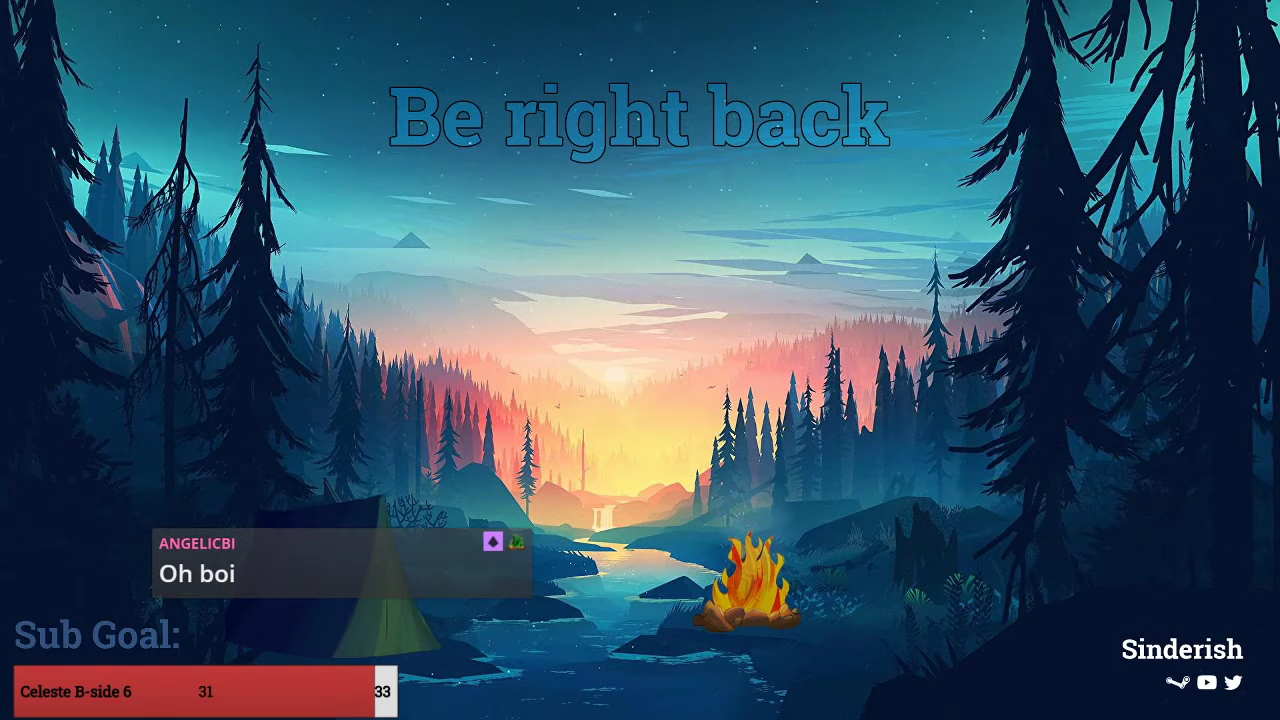 Be right back
ANGELICBI
Oh boi
Sub Goal:
Celeste B-side 6 31 33
Sinderish